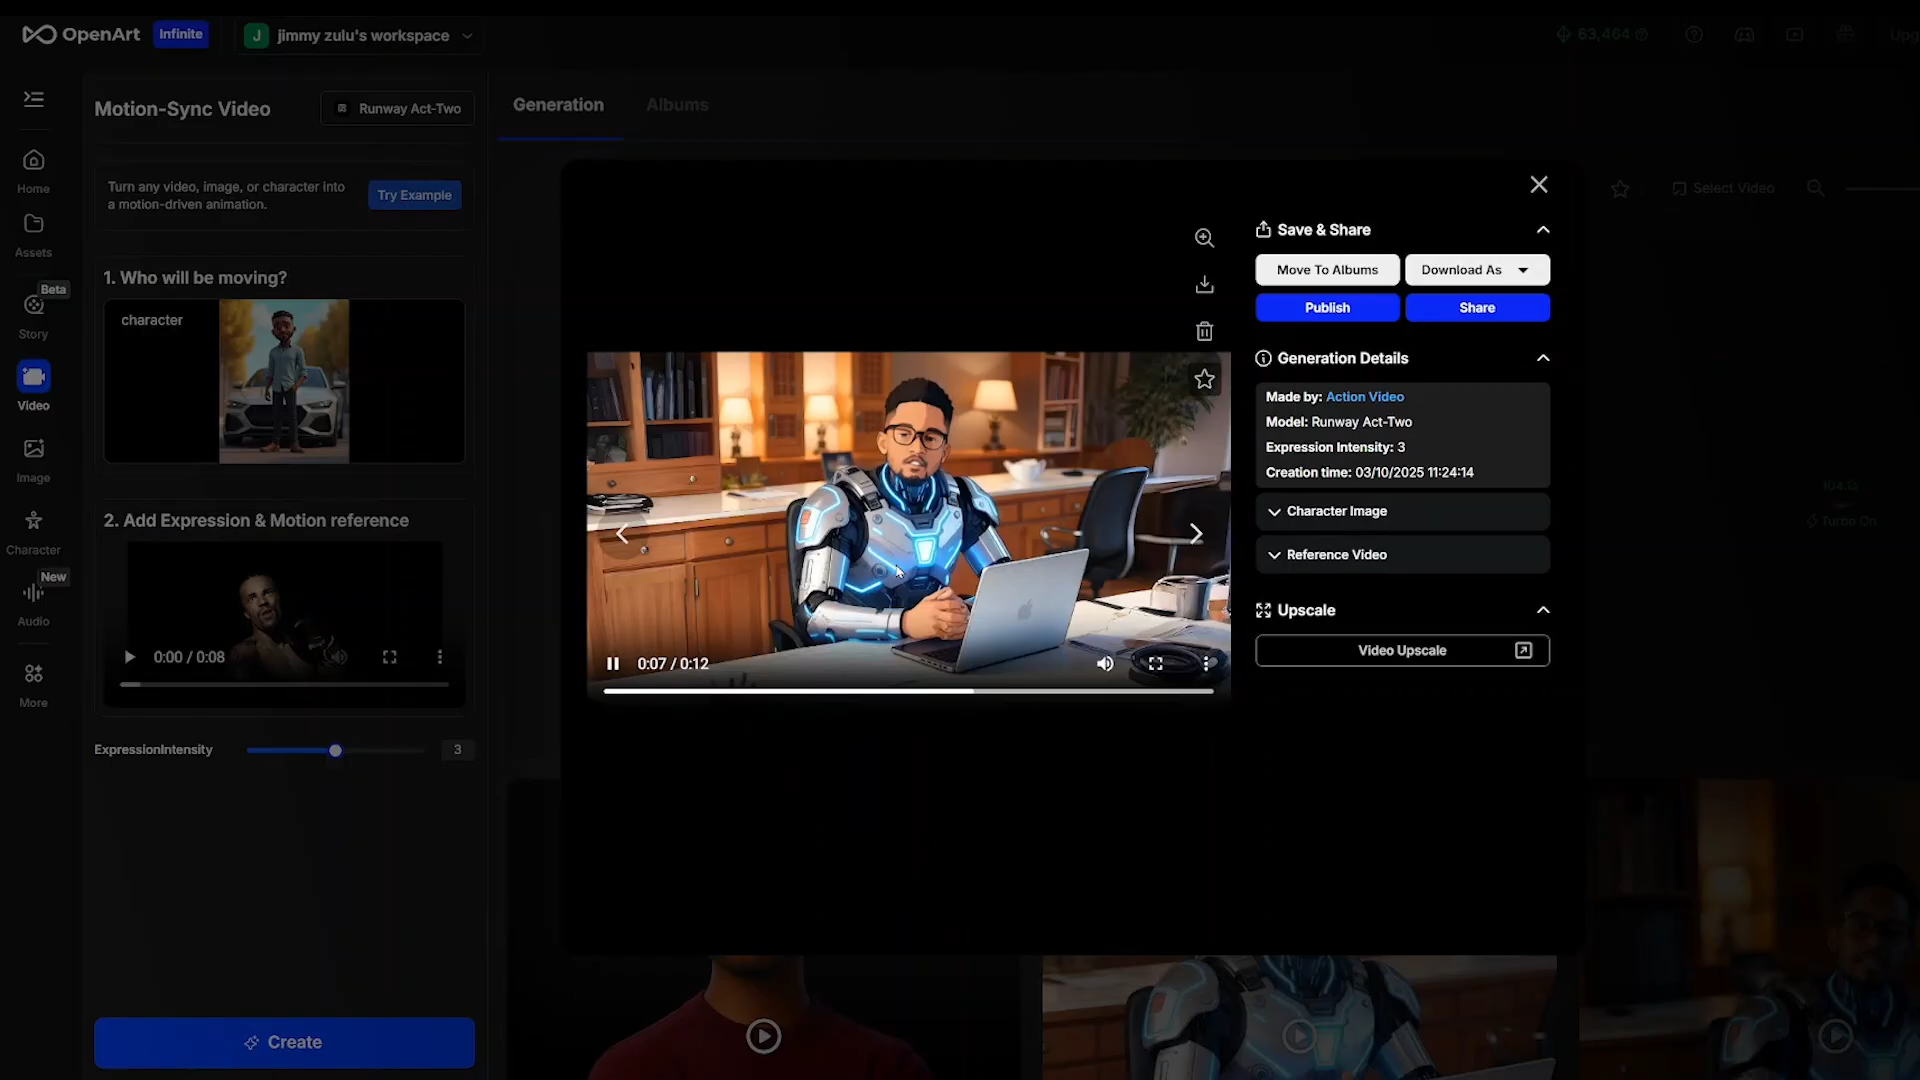 OpenArt
Infinite
J
jimmy zulu's workspace
63,464
Upg
Motion-Sync Video
Runway Act-Two
Generation
Albums
Home
Assets
Beta
Story
Video
Image
Character
New
Audio
More
Turn any video, image, or character into
a motion-driven animation.
Try Example
1. Who will be moving?
character
2. Add Expression & Motion reference
0:00 / 0:08
ExpressionIntensity
3
Create
Select Video
Save & Share
Move To Albums
Download As
Publish
Share
Generation Details
Made by: Action Video
Model: Runway Act-Two
Expression Intensity: 3
Creation time: 03/10/2025 11:24:14
Character Image
Reference Video
Upscale
Video Upscale
0:07 / 0:12
Turbo On